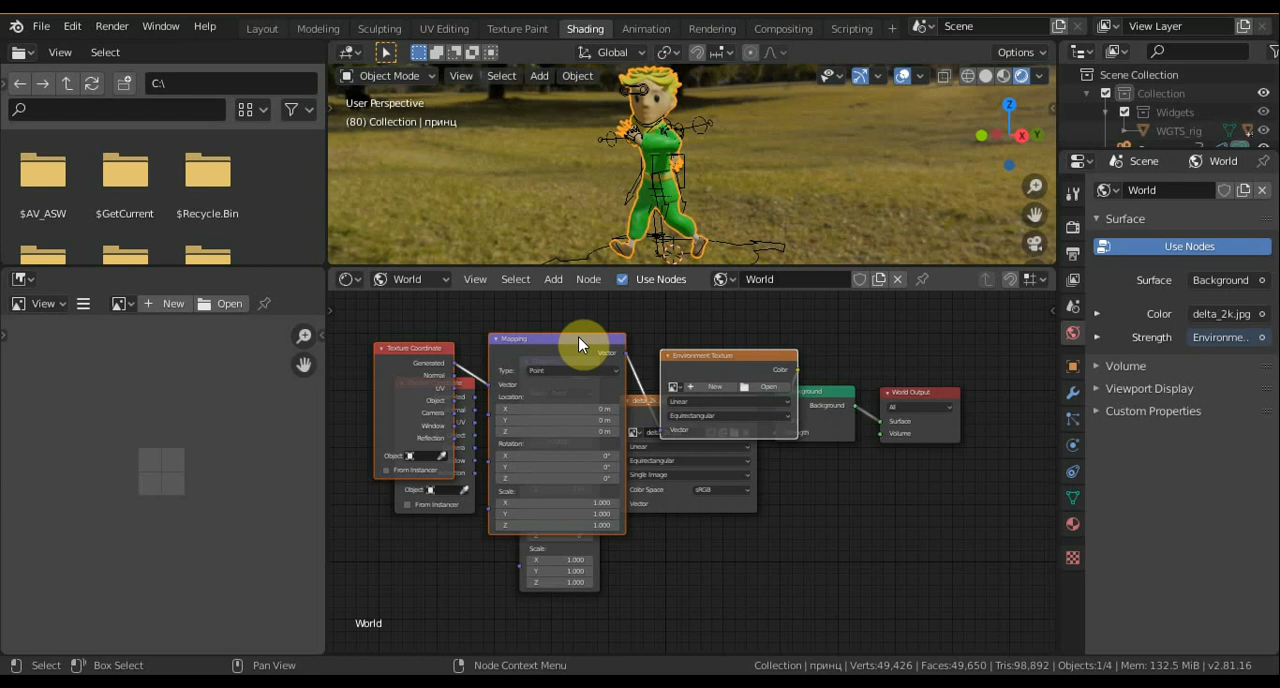 File Edit Render Window Help Layout Modeling Sculpting UV Editing Texture Paint Shading Animation Rendering Compositing Scripting + Scene View Layer
View Select
Object Mode View Select Add Object Global Options
C:\
User Perspective
(80) Collection | принц
Z
X
Y
$AV_ASW $GetCurrent $Recycle.Bin
Scene Collection
Collection
Widgets
WGTS_rig
Scene World
World
Surface
Use Nodes
Surface Background
Color delta_2k.jpg
Strength Environme..
Volume
Viewport Display
Custom Properties
View New Open
World View Select Add Node Use Nodes World
Texture Coordinate
Generated
Normal
UV
Object
Camera
Window
Reflection
Object
From Instancer
Object
From Instancer
Mapping
Vector
Type: Point
Vector
Location:
X 0 m
Y 0 m
Z 0 m
Rotation:
X 0°
Y 0°
Z 0°
Scale:
X 1.000
Y 1.000
Z 1.000
Scale:
X 1.000
Y 1.000
Z 1.000
Environment Texture
Color
New Open
Linear
Equirectangular
Vector
Linear
Equirectangular
Single Image
Color Space sRGB
Vector
Background
World Output
All
Surface
Volume
World
Select Box Select Pan View Node Context Menu Collection | принц | Verts:49,426 | Faces:49,650 | Tris:98,892 | Objects:1/4 | Mem: 132.5 MiB | v2.81.16